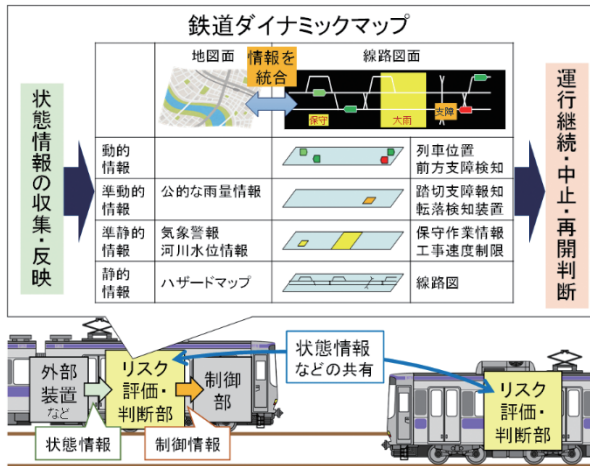 鉄道ダイナミックマップ
地図面
情報を
統合
線路図面
保守
大雨
支障
状態情報の収集・反映
動的
情報
列車位置
前方支障検知
準動的
情報
公的な雨量情報
踏切支障報知
転落検知装置
準静的
情報
気象警報
河川水位情報
保守作業情報
工事速度制限
静的
情報
ハザードマップ
線路図
運行継続・中止・再開判断
外部
装置
など
リスク
評価・
判断部
制御
部
状態情報
などの共有
リスク
評価・
判断部
状態情報
制御情報